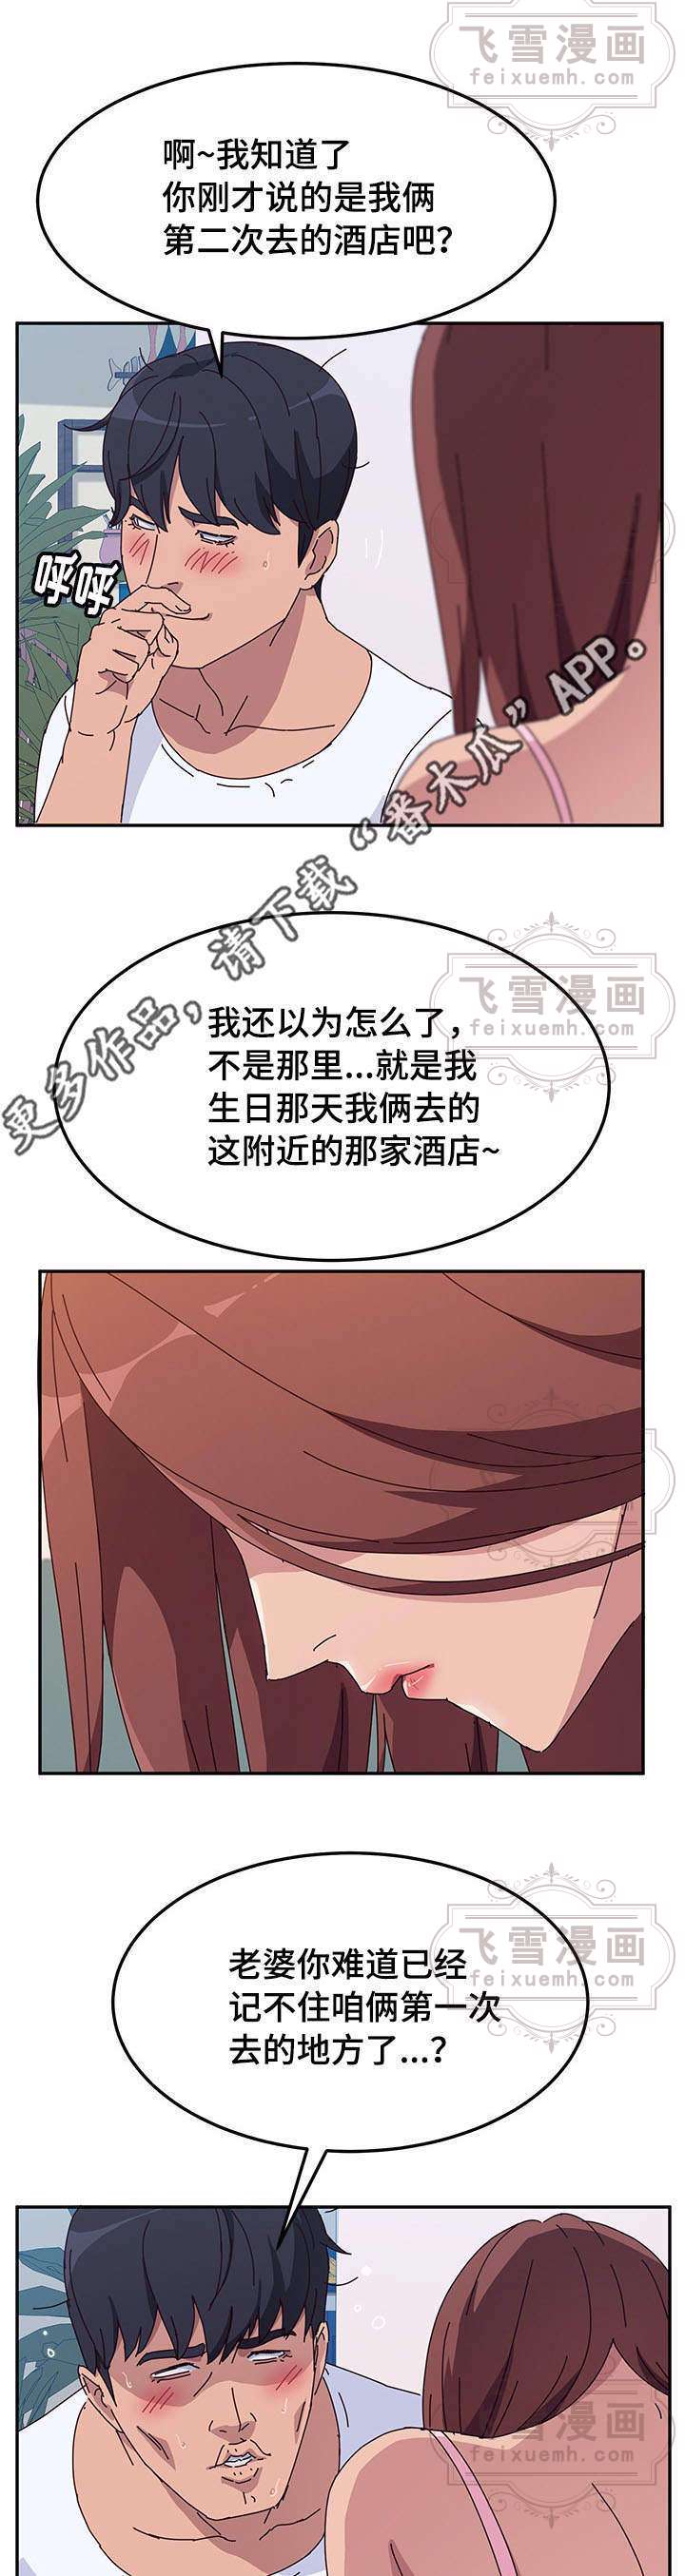 飞雪漫画
feixuemh.com
啊~我知道了
你刚才说的是我俩
第二次去的酒店吧？
呼呼
更多作品，请下载“番木瓜”APP。
飞雪漫画
feixuemh.com
我还以为怎么了，
不是那里...就是我
生日那天我俩去的
这附近的那家酒店~
飞雪漫画
feixuemh.com
老婆你难道已经
记不住咱俩第一次
去的地方了...？
飞雪漫画
feixuemh.com